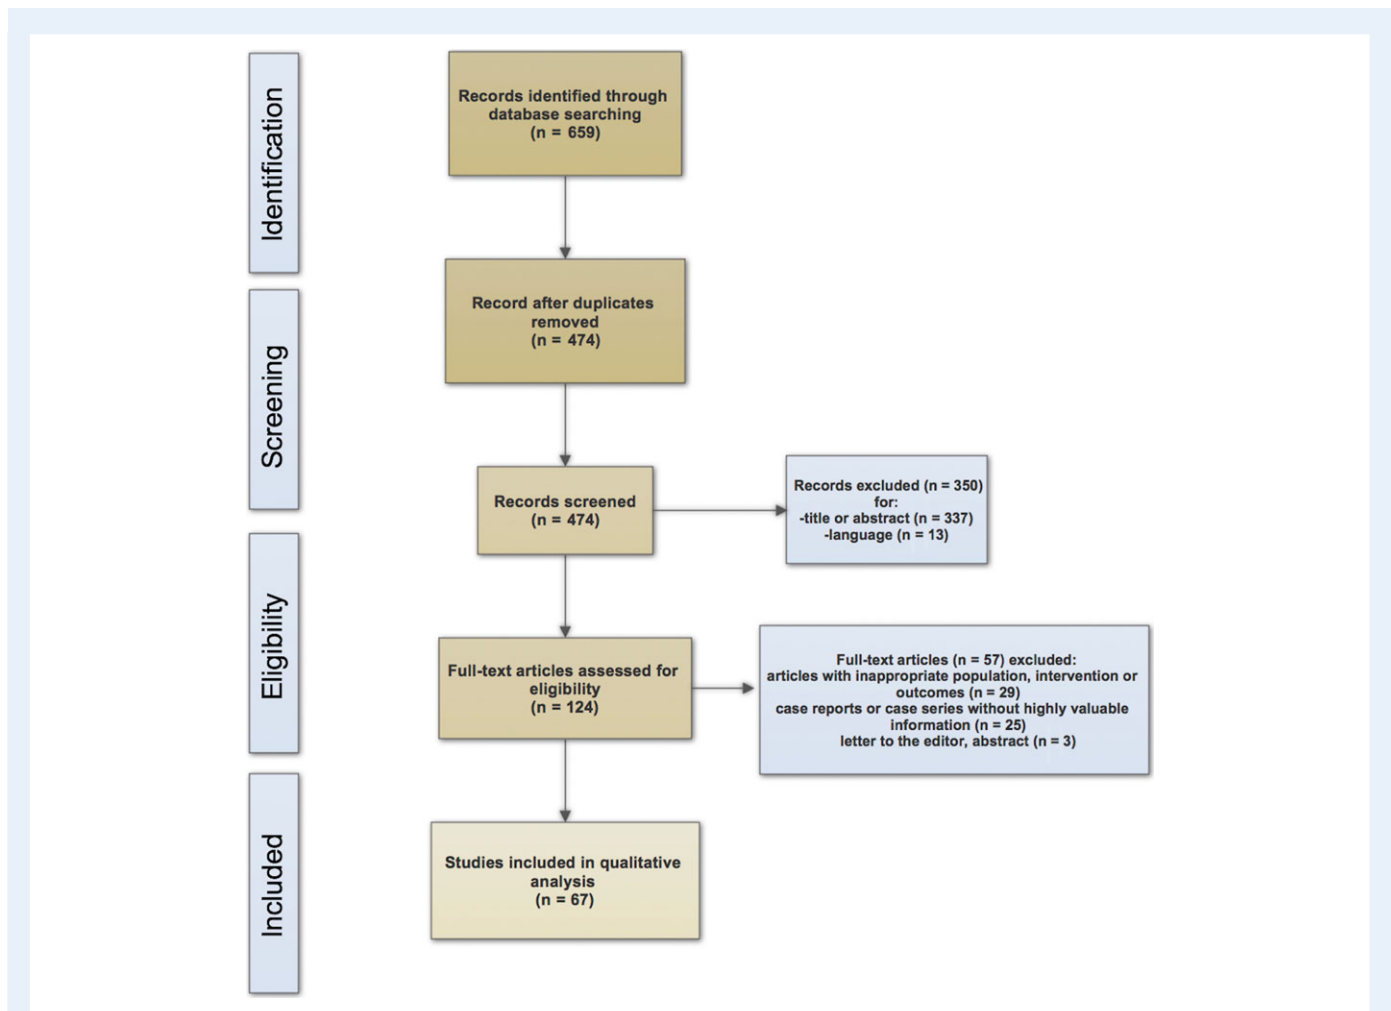 Identification
Records identified through
database searching
(n = 659)
Record after duplicates
removed
(n = 474)
Screening
Records screened
(n = 474)
Records excluded (n = 350)
for:
-title or abstract (n = 337)
-language (n = 13)
Eligibility
Full-text articles assessed for
eligibility
(n = 124)
Full-text articles (n = 57) excluded:
articles with inappropriate population, intervention or
outcomes (n = 29)
case reports or case series without highly valuable
information (n = 25)
letter to the editor, abstract (n = 3)
Included
Studies included in qualitative
analysis
(n = 67)